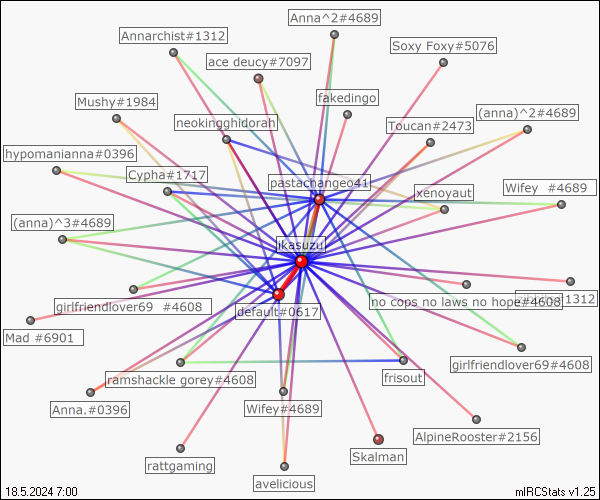 Anna^2#4689
Annarchist#1312
Soxy Foxy#5076
ace deucy#7097
Mushy#1984
fakedingo
(anna)^2#4689
neokingghidorah
Toucan#2473
hypomanianna#0396
Cypha#1717
pastachangeo41
xenoyaut
Wifey #4689
(anna)^3#4689
ikasuzu
#1312
girlfriendlover69 #4608
no cops no laws no hope#4608
default#0617
Mad #6901
girlfriendlover69#4608
ramshackle gorey#4608
frisout
Anna.#0396
Wifey#4689
AlpineRooster#2156
Skalman
rattgaming
avelicious
18.5.2024 7:00
mIRCStats v1.25